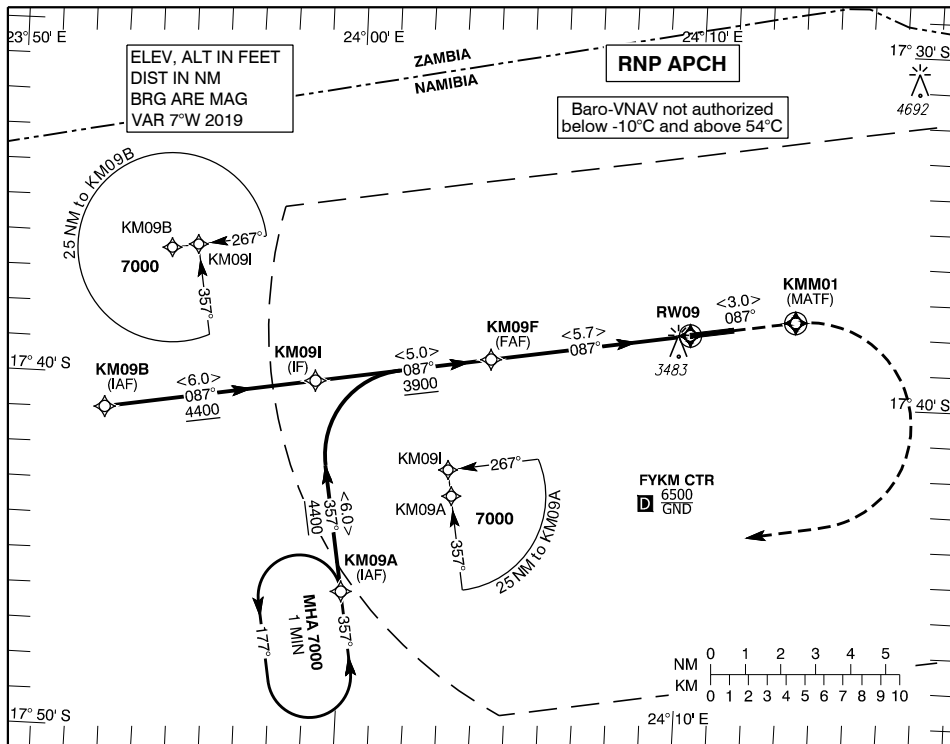 23°50' E
24°00' E
24°10' E
17°30' S
ELEV, ALT IN FEET
DIST IN NM
BRG ARE MAG
VAR 7°W 2019
ZAMBIA
NAMIBIA
RNP APCH
Baro-VNAV not authorized
below -10°C and above 54°C
4692
25 NM to KM09B
KM09B
KM09I
267°
7000
357°
KMM01
(MATF)
RW09
<3.0>
087°
KM09F
(FAF)
<5.7>
087°
3483
17°40' S
KM09B
(IAF)
<6.0>
087°
4400
KM09I
(IF)
<5.0>
087°
3900
17°40' S
KM09I
267°
KM09A
7000
357°
25 NM to KM09A
FYKM CTR
D 6500
GND
357°
<6.0>
4400
KM09A
(IAF)
MHA 7000
1 MIN
177°
357°
NM 0 1 2 3 4 5
KM 0 1 2 3 4 5 6 7 8 9 10
17°50' S
24°10' E